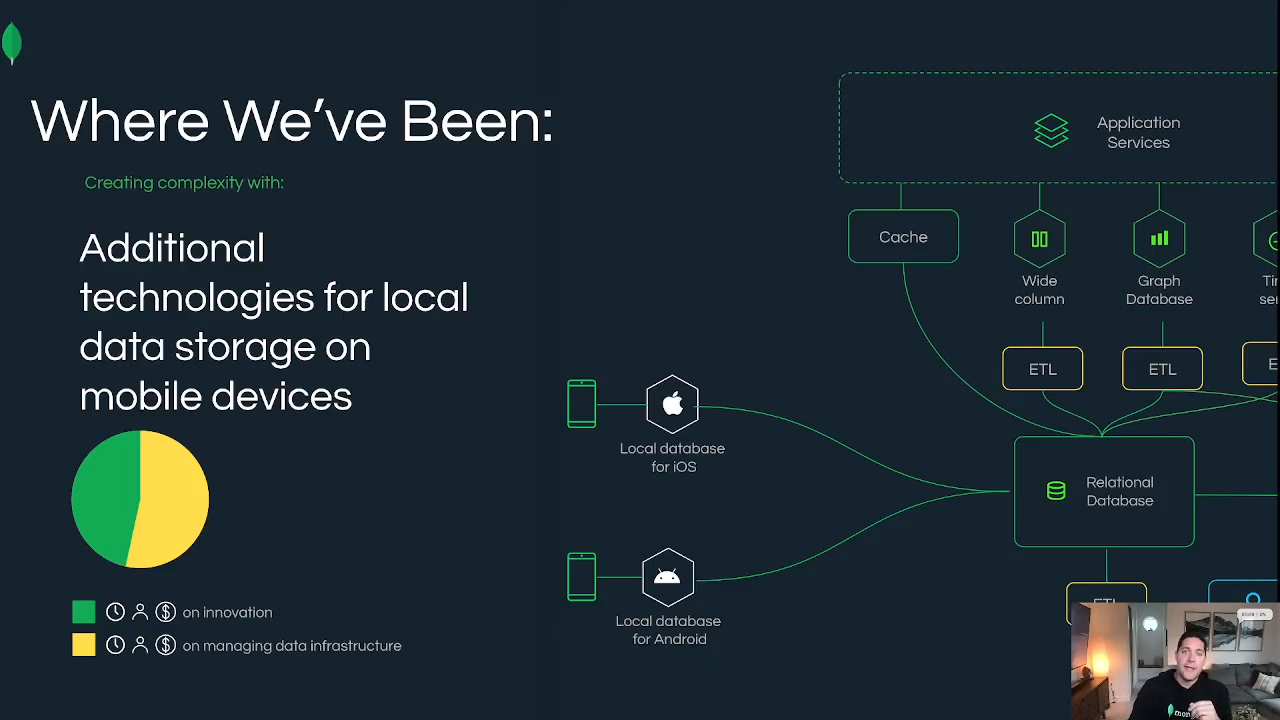 Where We’ve Been:
Creating complexity with:
Additional
technologies for local
data storage on
mobile devices
on innovation
on managing data infrastructure
Application
Services
Cache
Wide
column
Graph
Database
ETL
ETL
Local database
for iOS
Relational
Database
Local database
for Android